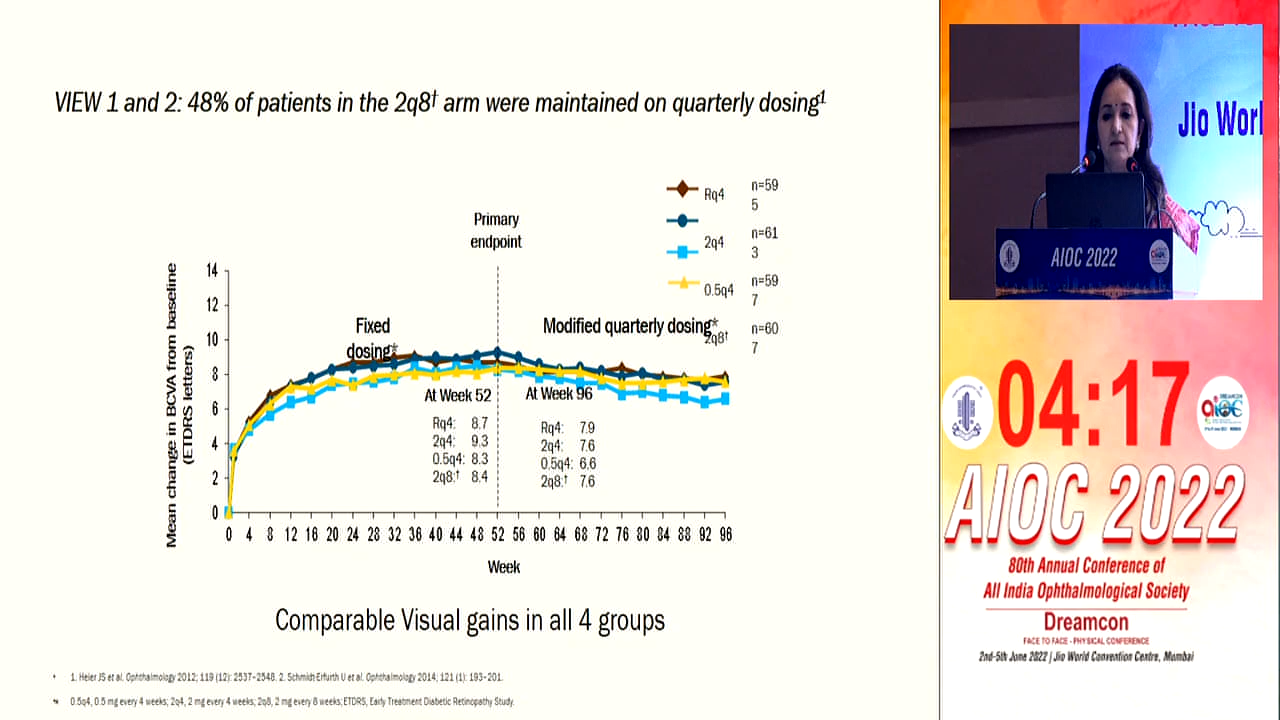 VIEW 1 and 2: 48% of patients in the 2q8† arm were maintained on quarterly dosing1
Rq4 n=59
5
2q4 n=61
3
0.5q4 n=59
7
2q8† n=60
7
Primary
endpoint
Fixed
dosing*
Modified quarterly dosing*
Mean change in BCVA from baseline
(ETDRS letters)
14
12
10
8
6
4
2
0
At Week 52
Rq4: 8.7
2q4: 9.3
0.5q4: 8.3
2q8:† 8.4
At Week 96
Rq4: 7.9
2q4: 7.6
0.5q4: 6.6
2q8:† 7.6
0 4 8 12 16 20 24 28 32 36 40 44 48 52 56 60 64 68 72 76 80 84 88 92 96
Week
Comparable Visual gains in all 4 groups
1. Heier JS et al. Ophthalmology 2012; 119 (12): 2537-2548. 2. Schmidt-Erfurth U et al. Ophthalmology 2014; 121 (1): 193-201.
0.5q4, 0.5 mg every 4 weeks; 2q4, 2 mg every 4 weeks; 2q8, 2 mg every 8 weeks; ETDRS, Early Treatment Diabetic Retinopathy Study.
Jio Worl
AIOC 2022
04:17
AIOC 2022
80th Annual Conference of
All India Ophthalmological Society
Dreamcon
FACE TO FACE - PHYSICAL CONFERENCE
2nd-5th June 2022 | Jio World Convention Centre, Mumbai